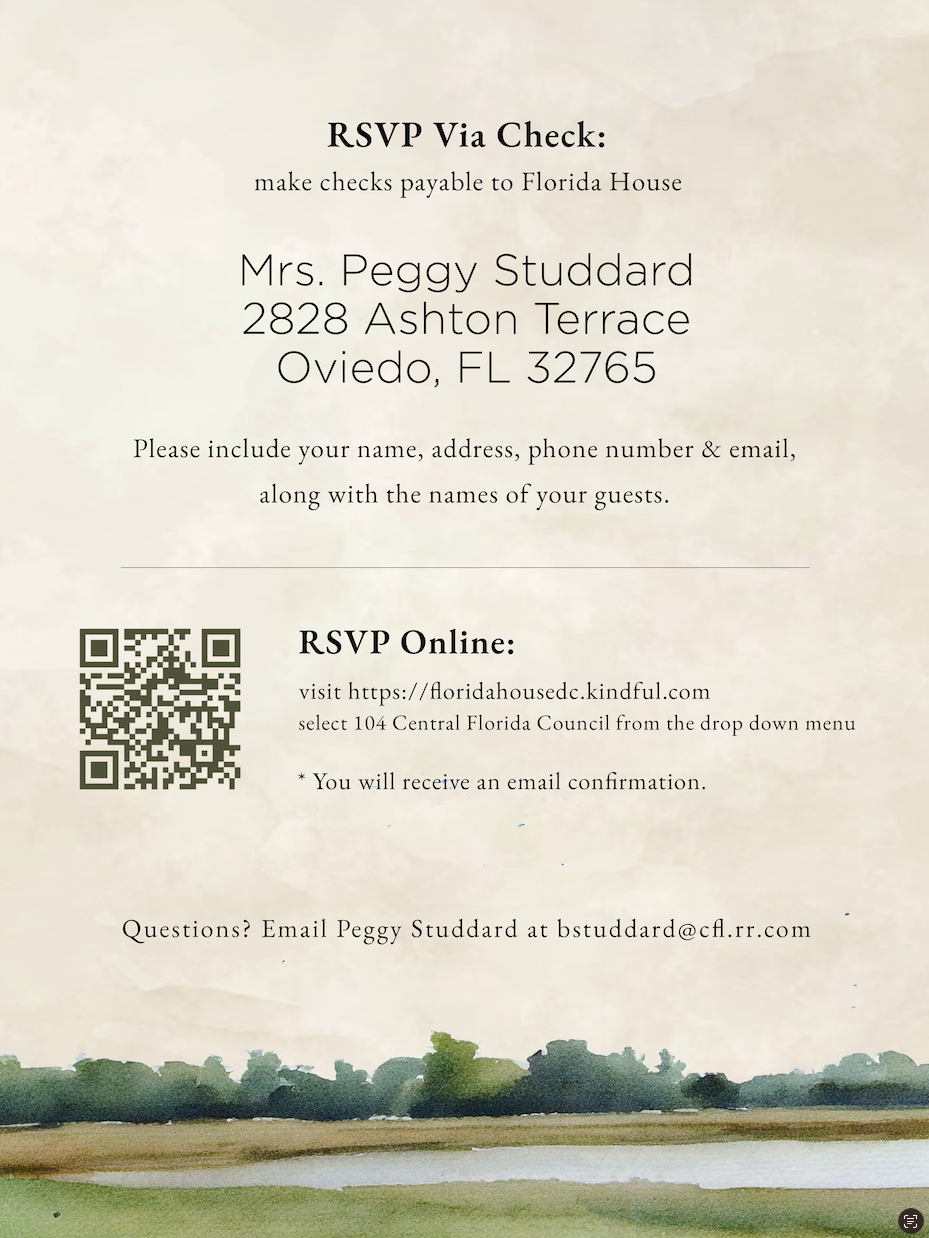 RSVP Via Check:
make checks payable to Florida House
Mrs. Peggy Studdard
2828 Ashton Terrace
Oviedo, FL 32765
Please include your name, address, phone number & email,
along with the names of your guests.
RSVP Online:
visit https://floridahousedc.kindful.com
select 104 Central Florida Council from the drop down menu
* You will receive an email confirmation.
Questions? Email Peggy Studdard at bstuddard@cfl.rr.com